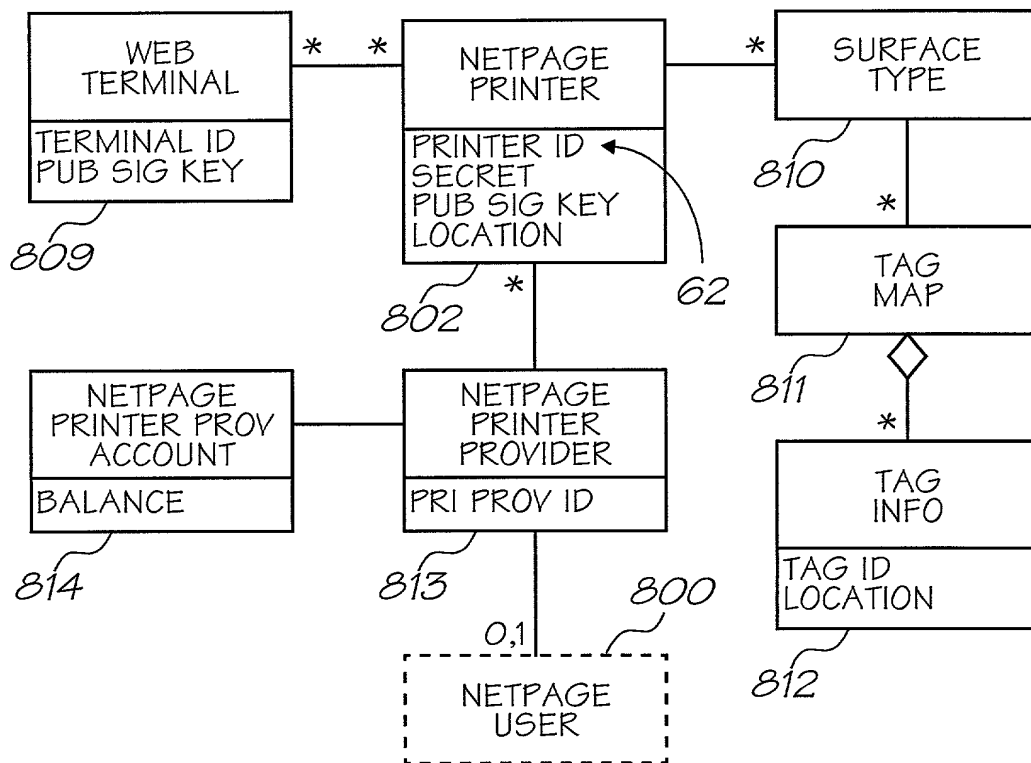 WEB
TERMINAL
TERMINAL ID
PUB SIG KEY
809
*
*
NETPAGE
PRINTER
PRINTER ID
SECRET
PUB SIG KEY
LOCATION
802
62
*
*
SURFACE
TYPE
810
*
TAG
MAP
811
*
TAG
INFO
TAG ID
LOCATION
812
NETPAGE
PRINTER PROV
ACCOUNT
BALANCE
814
NETPAGE
PRINTER
PROVIDER
PRI PROV ID
813
0,1
800
NETPAGE
USER